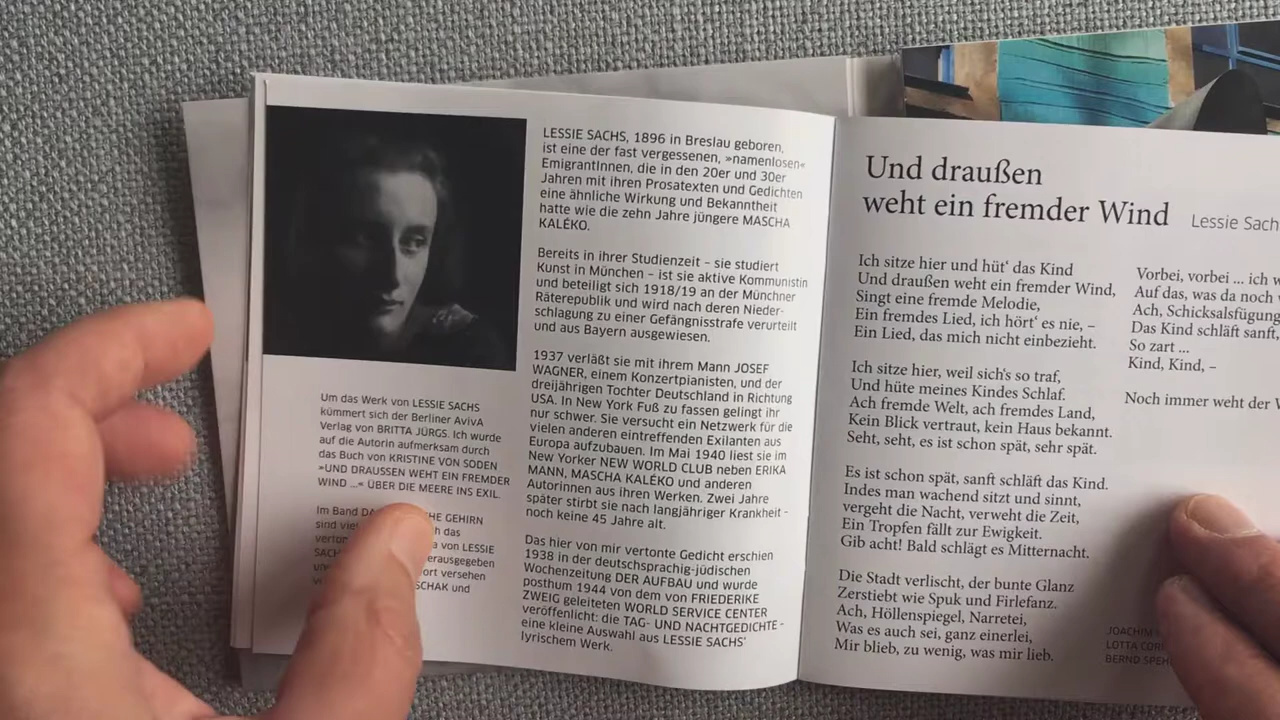 LESSIE SACHS, 1896 in Breslau geboren,
ist eine der fast vergessenen, »namenlosen«
EmigrantInnen, die in den 20er und 30er
Jahren mit ihren Prosatexten und Gedichten
eine ähnliche Wirkung und Bekanntheit
hatte wie die zehn Jahre jüngere MASCHA
KALÉKO.
Bereits in ihrer Studienzeit – sie studiert
Kunst in München – ist sie aktive Kommunistin
und beteiligt sich 1918/19 an der Münchner
Räterepublik und wird nach deren Nieder-
schlagung zu einer Gefängnisstrafe verurteilt
und aus Bayern ausgewiesen.
1937 verläßt sie mit ihrem Mann JOSEF
WAGNER, einem Konzertpianisten, und der
dreijährigen Tochter Deutschland in Richtung
USA. In New York Fuß zu fassen gelingt ihr
nur schwer. Sie versucht ein Netzwerk für die
vielen anderen eintreffenden Exilanten aus
Europa aufzubauen. Im Mai 1940 liest sie im
New Yorker NEW WORLD CLUB neben ERIKA
MANN, MASCHA KALÉKO und anderen
Autorinnen aus ihren Werken. Zwei Jahre
später stirbt sie nach langjähriger Krankheit -
noch keine 45 Jahre alt.
Das hier von mir vertonte Gedicht erschien
1938 in der deutschsprachig-jüdischen
Wochenzeitung DER AUFBAU und wurde
posthum 1944 von dem von FRIEDERIKE
ZWEIG geleiteten WORLD SERVICE CENTER
veröffentlicht: die TAG- UND NACHTGEDICHTE -
eine kleine Auswahl aus LESSIE SACHS'
lyrischem Werk.
Um das Werk von LESSIE SACHS
kümmert sich der Berliner AvivA
Verlag von BRITTA JÜRGS. Ich wurde
auf die Autorin aufmerksam durch
das Buch von KRISTINE VON SODEN
»UND DRAUSSEN WEHT EIN FREMDER
WIND ...« ÜBER DIE MEERE INS EXIL.
Im Band GEHIRN
sind das
von LESSIE
herausgegeben
versehen
und
Und draußen
weht ein fremder Wind Lessie
Ich sitze hier und hüt‘ das Kind
Und draußen weht ein fremder Wind,
Singt eine fremde Melodie,
Ein fremdes Lied, ich hört‘ es nie, –
Ein Lied, das mich nicht einbezieht.
Ich sitze hier, weil sich's so traf,
Und hüte meines Kindes Schlaf.
Ach fremde Welt, ach fremdes Land,
Kein Blick vertraut, kein Haus bekannt.
Seht, seht, es ist schon spät, sehr spät.
Es ist schon spät, sanft schläft das Kind.
Indes man wachend sitzt und sinnt,
vergeht die Nacht, verweht die Zeit,
Ein Tropfen fällt zur Ewigkeit.
Gib acht! Bald schlägt es Mitternacht.
Die Stadt verlischt, der bunte Glanz
Zerstiebt wie Spuk und Firlefanz.
Ach, Höllenspiegel, Narretei,
Was es auch sei, ganz einerlei,
Mir blieb, zu wenig, was mir lieb.
Vorbei, vorbei ... ich
Auf das, was da noch
Ach, Schicksalsfügung
Das Kind schläft sanft,
So zart ...
Kind, Kind, –
Noch immer weht der
JOACHIM
LOTTA
BERND